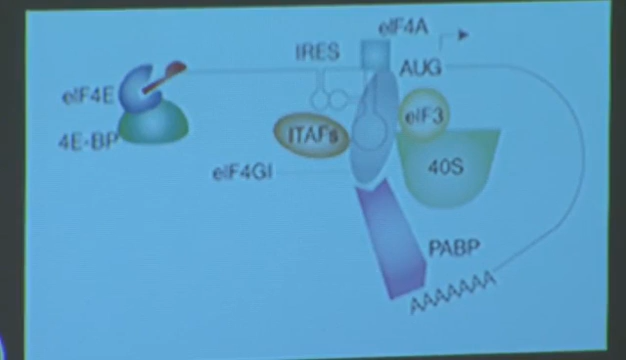 eIF4A
IRES
AUG
eIF4E
eIF3
ITAFs
4E-BP
40S
eIF4GI
PABP
AAAAAAA